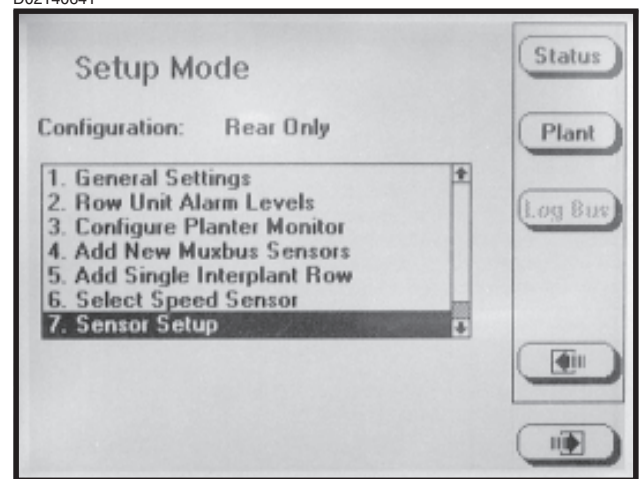 Setup Mode
Status
Configuration: Rear Only
Plant
1. General Settings
2. Row Unit Alarm Levels
3. Configure Planter Monitor
4. Add New Muxbus Sensors
5. Add Single Interplant Row
6. Select Speed Sensor
7. Sensor Setup
Log Bus